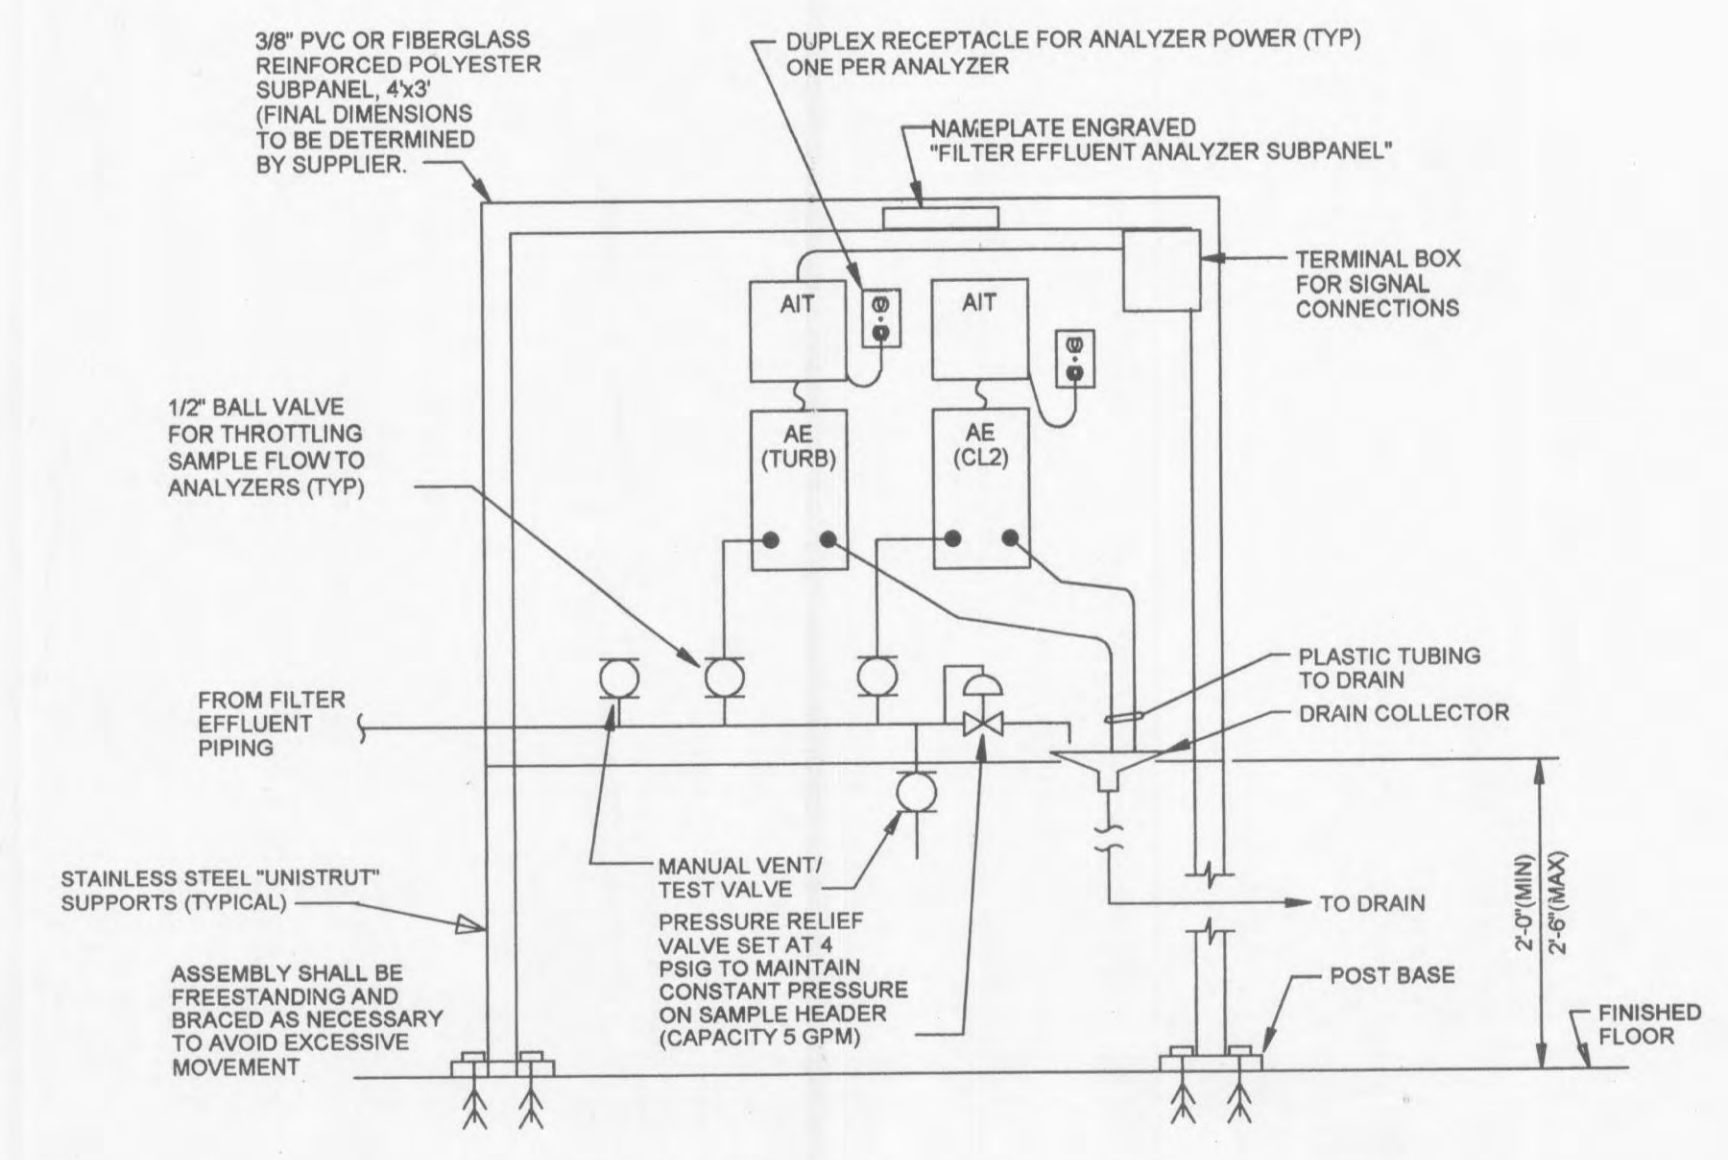 3/8" PVC OR FIBERGLASS
REINFORCED POLYESTER
SUBPANEL, 4'x3'
(FINAL DIMENSIONS
TO BE DETERMINED
BY SUPPLIER.
DUPLEX RECEPTACLE FOR ANALYZER POWER (TYP)
ONE PER ANALYZER
NAMEPLATE ENGRAVED
"FILTER EFFLUENT ANALYZER SUBPANEL"
TERMINAL BOX
FOR SIGNAL
CONNECTIONS
AIT
AIT
1/2" BALL VALVE
FOR THROTTLING
SAMPLE FLOW TO
ANALYZERS (TYP)
AE
(TURB)
AE
(CL2)
PLASTIC TUBING
TO DRAIN
DRAIN COLLECTOR
FROM FILTER
EFFLUENT
PIPING
MANUAL VENT/
TEST VALVE
STAINLESS STEEL "UNISTRUT"
SUPPORTS (TYPICAL)
PRESSURE RELIEF
VALVE SET AT 4
PSIG TO MAINTAIN
CONSTANT PRESSURE
ON SAMPLE HEADER
(CAPACITY 5 GPM)
TO DRAIN
2'-0"(MIN)
2'-6"(MAX)
ASSEMBLY SHALL BE
FREESTANDING AND
BRACED AS NECESSARY
TO AVOID EXCESSIVE
MOVEMENT
POST BASE
FINISHED
FLOOR